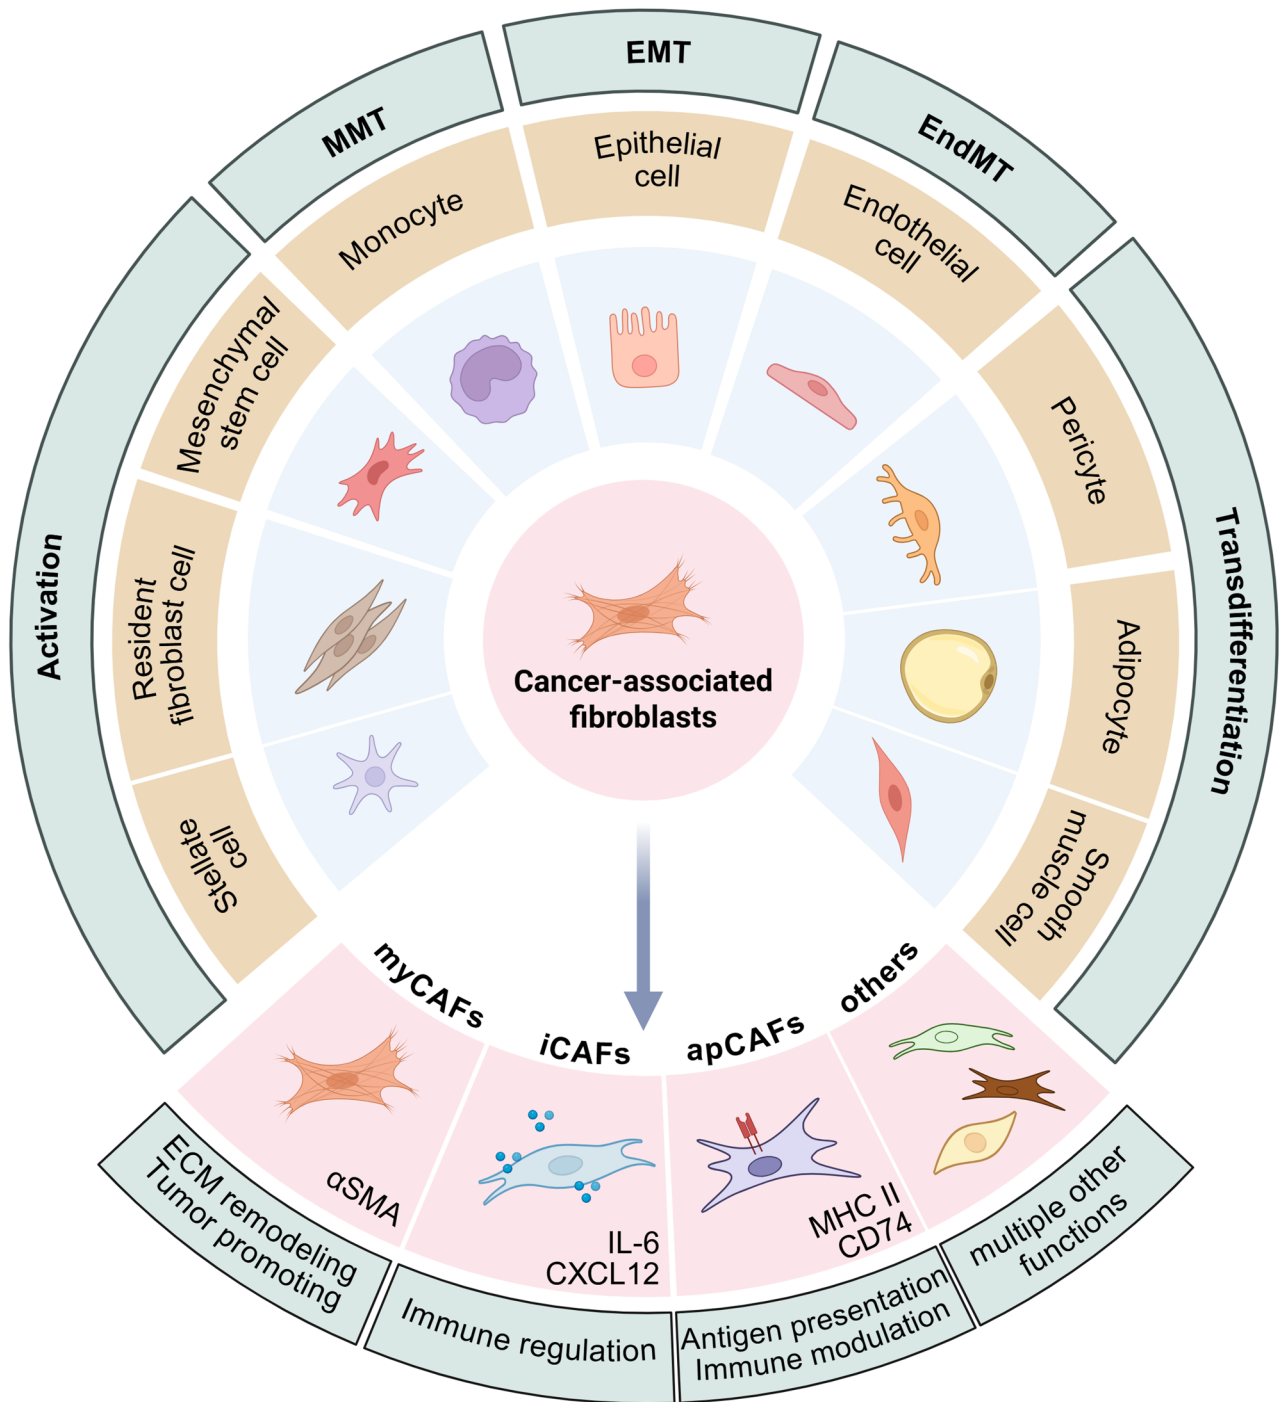 EMT
MMT
EndMT
Activation
Transdifferentiation
Epithelial
cell
Monocyte
Endothelial
cell
Mesenchymal
stem cell
Pericyte
Resident
fibroblast cell
Adipocyte
Stellate
cell
Smooth
muscle cell
Cancer-associated
fibroblasts
myCAFs
iCAFs
apCAFs
others
αSMA
IL-6
CXCL12
MHC II
CD74
ECM remodeling
Tumor promoting
Immune regulation
Antigen presentation
Immune modulation
multiple other
functions